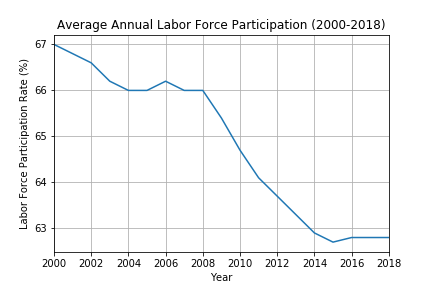 Average Annual Labor Force Participation (2000-2018)
Labor Force Participation Rate (%)
67
66
65
64
63
2000 2002 2004 2006 2008 2010 2012 2014 2016 2018
Year